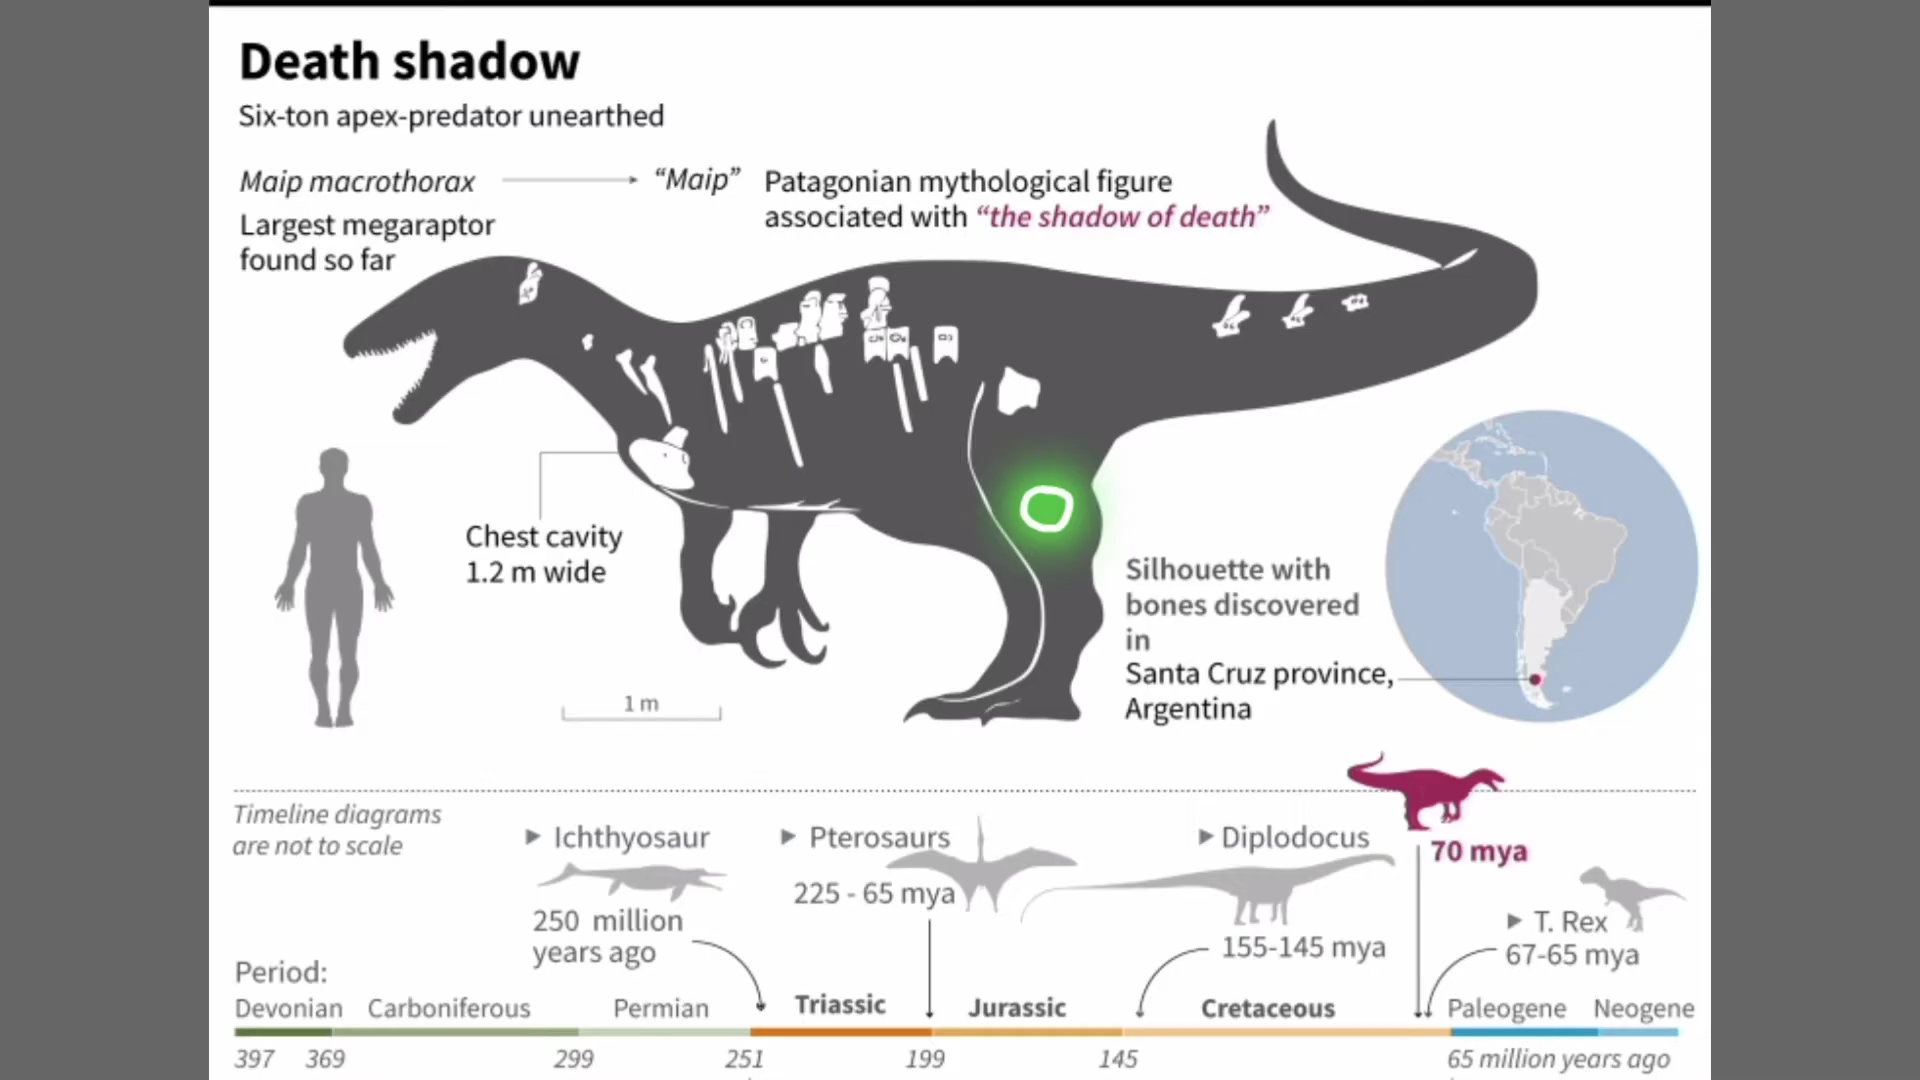 Death shadow
Six-ton apex-predator unearthed
Maip macrothorax
“Maip”
Patagonian mythological figure
associated with “the shadow of death”
Largest megaraptor
found so far
Chest cavity
1.2 m wide
1 m
Silhouette with
bones discovered
in
Santa Cruz province,
Argentina
Timeline diagrams
are not to scale
Ichthyosaur
250 million
years ago
Pterosaurs
225 - 65 mya
Diplodocus
155-145 mya
70 mya
T. Rex
67-65 mya
Period:
Devonian Carboniferous Permian Triassic Jurassic Cretaceous Paleogene Neogene
397 369 299 251 199 145 65 million years ago